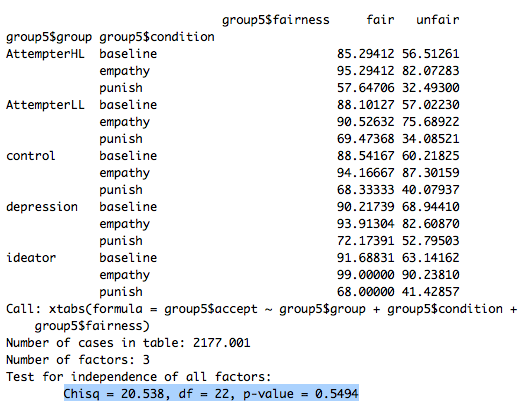 group5$fairness fair unfair
group5$group group5$condition
AttempterHL baseline 85.29412 56.51261
empathy 95.29412 82.07283
punish 57.64706 32.49300
AttempterLL baseline 88.10127 57.02230
empathy 90.52632 75.68922
punish 69.47368 34.08521
control baseline 88.54167 60.21825
empathy 94.16667 87.30159
punish 68.33333 40.07937
depression baseline 90.21739 68.94410
empathy 93.91304 82.60870
punish 72.17391 52.79503
ideator baseline 91.68831 63.14162
empathy 99.00000 90.23810
punish 68.00000 41.42857
Call: xtabs(formula = group5$accept ~ group5$group + group5$condition +
group5$fairness)
Number of cases in table: 2177.001
Number of factors: 3
Test for independence of all factors:
Chisq = 20.538, df = 22, p-value = 0.5494